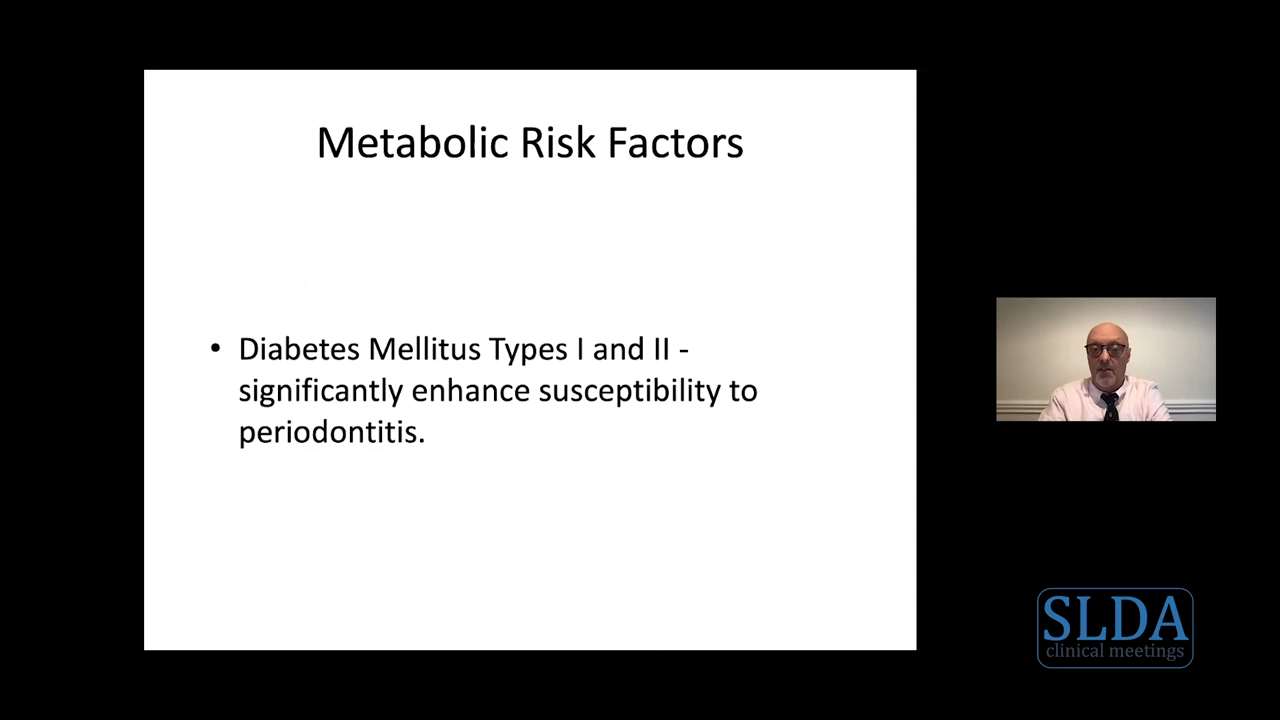 Metabolic Risk Factors
• Diabetes Mellitus Types I and II -
significantly enhance susceptibility to
periodontitis.
SLDA
clinical meetings